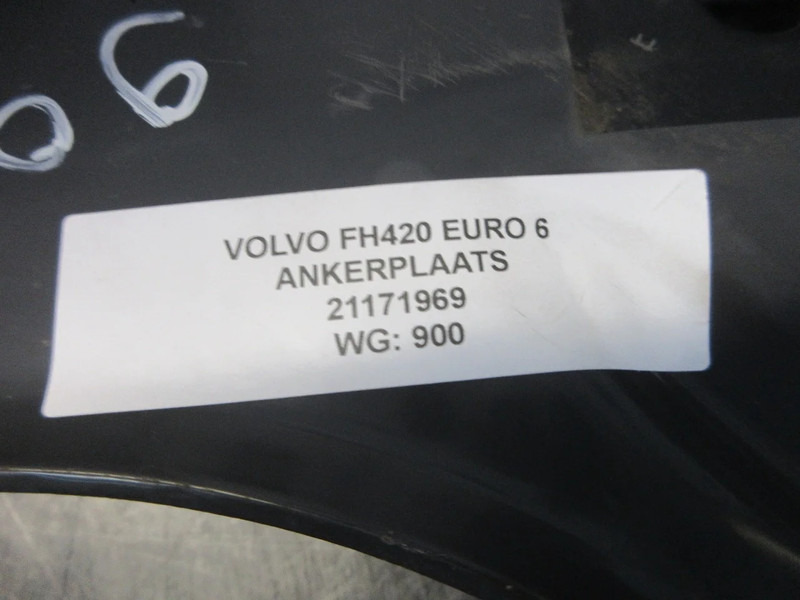 06
VOLVO FH420 EURO 6
ANKERPLAATS
21171969
WG: 900